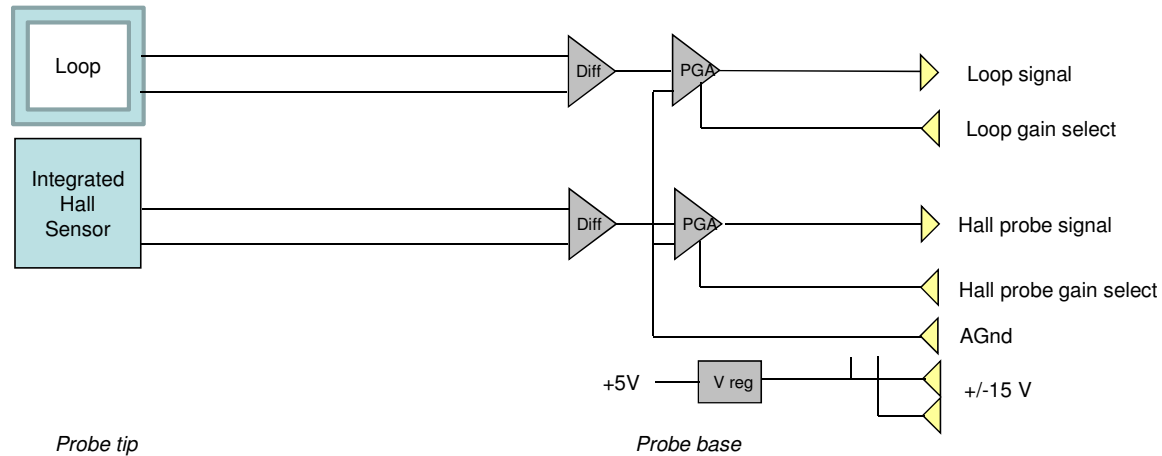 Loop
Diff
PGA
Loop signal
Loop gain select
Integrated
Hall
Sensor
Diff
PGA
Hall probe signal
Hall probe gain select
AGnd
+5V
V reg
+/-15 V
Probe tip
Probe base